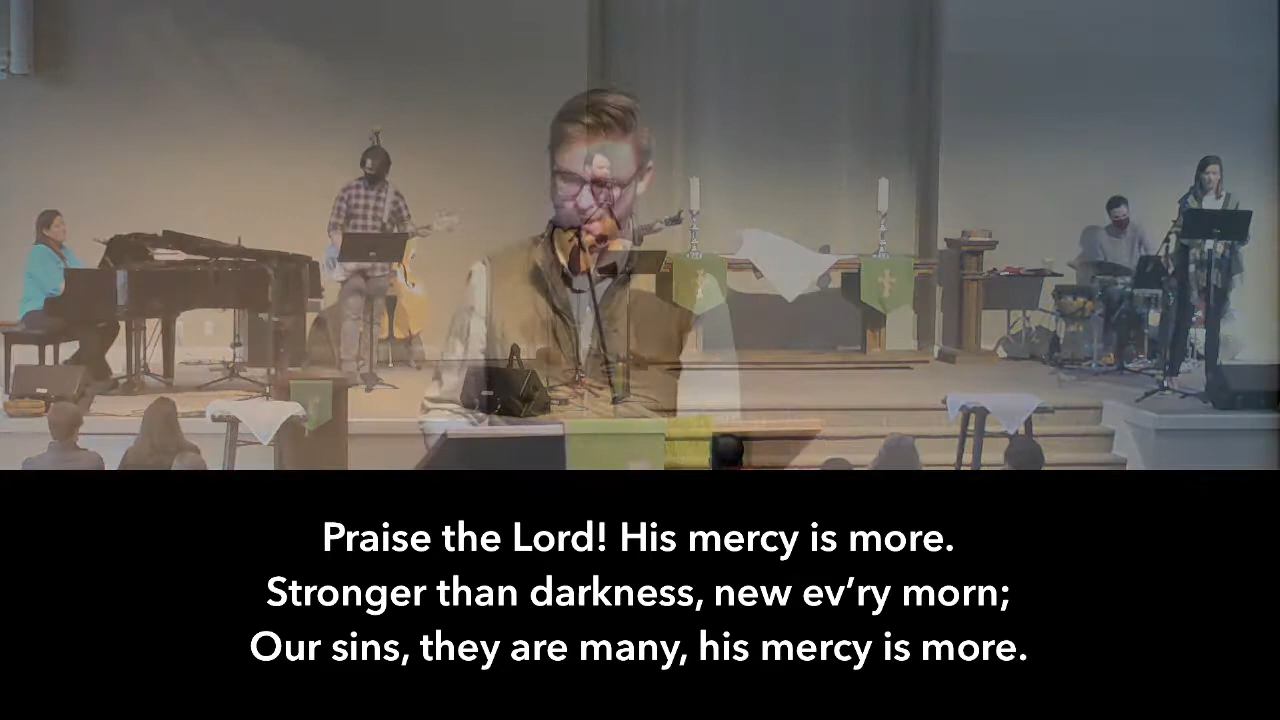 Praise the Lord! His mercy is more.
Stronger than darkness, new ev’ry morn;
Our sins, they are many, his mercy is more.